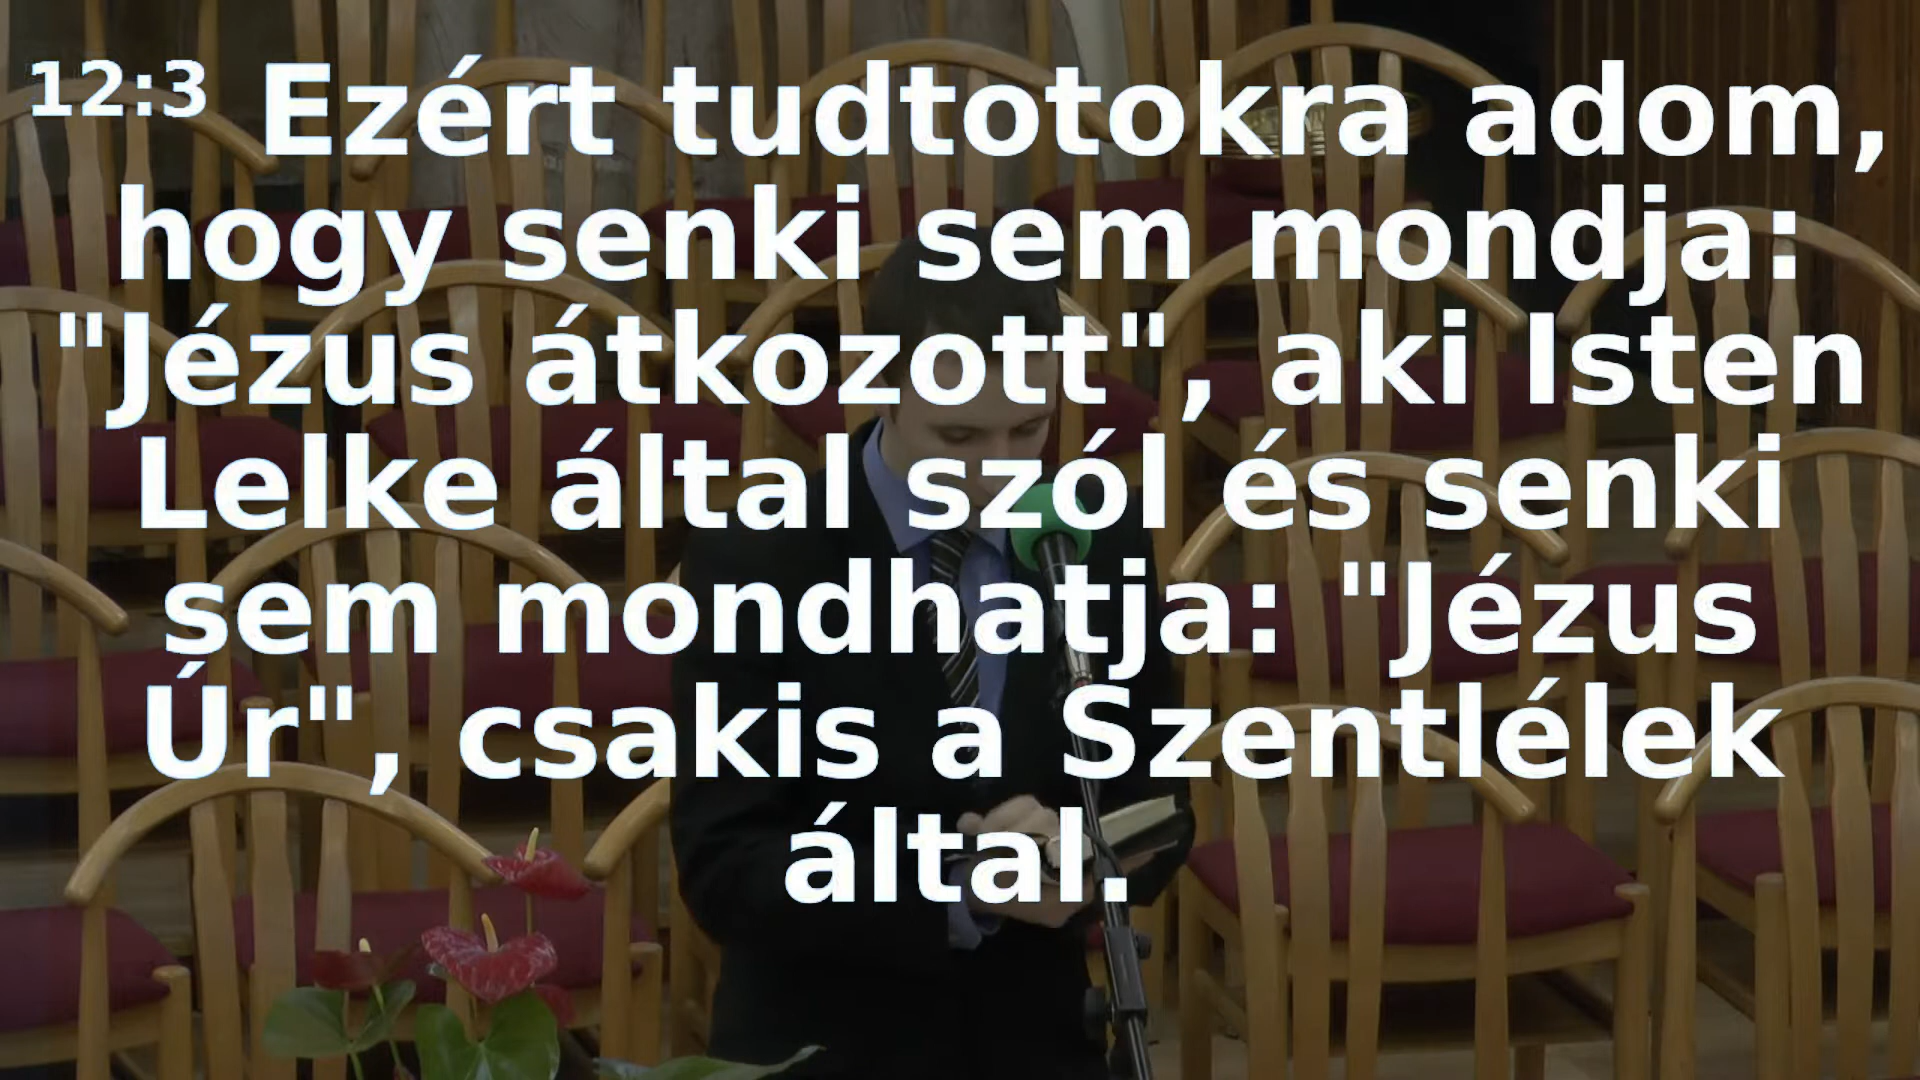 12:3 Ezért tudtotokra adom,
hogy senki sem mondja:
"Jézus átkozott", aki Isten
Lelke által szól és senki
sem mondhatja: "Jézus
Úr", csakis a Szentlélek
által.